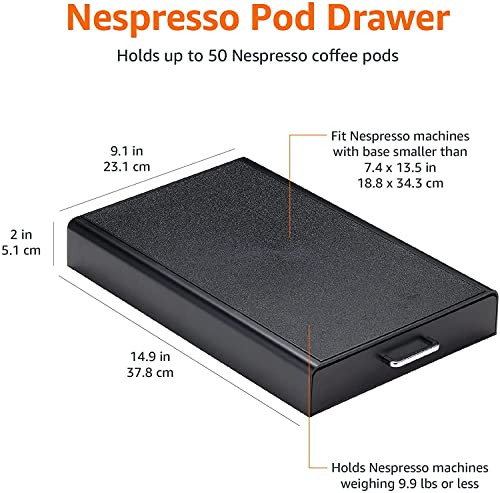 Nespresso Pod Drawer
Holds up to 50 Nespresso coffee pods
9.1 in
23.1 cm
Fit Nespresso machines
with base smaller than
7.4 x 13.5 in
18.8 x 34.3 cm
2 in
5.1 cm
14.9 in
37.8 cm
Holds Nespresso machines
weighing 9.9 lbs or less